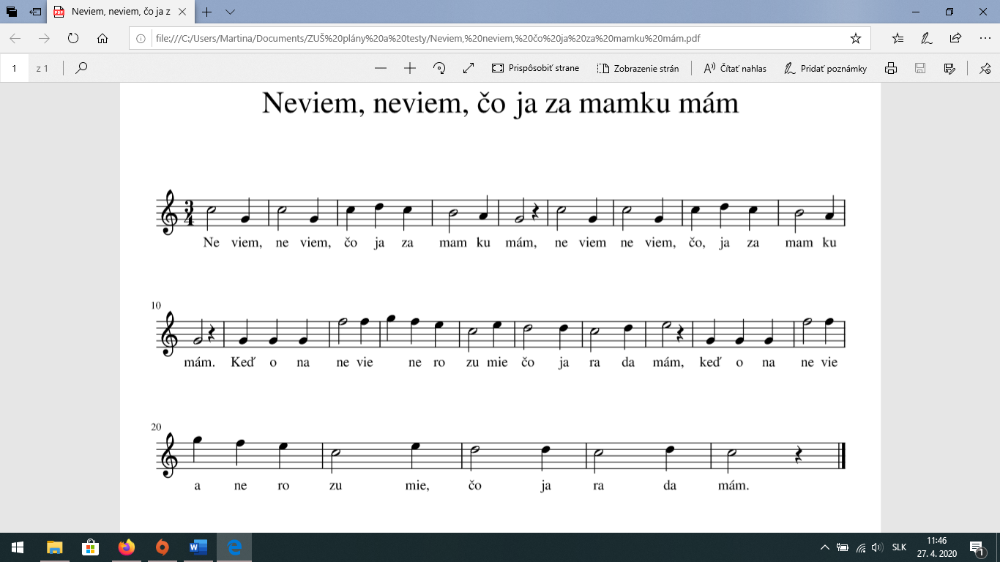 Neviem, neviem, čo ja z
file:///C:/Users/Martina/Documents/ZUŠ%20plány%20a%20testy/Neviem,%20neviem,%20čo%20ja%20za%20mamku%20mám.pdf
1 z 1 Prispôsobiť strane Zobrazenie strán Čítať nahlas Pridať poznámky
Neviem, neviem, čo ja za mamku mám
3
4
Ne viem, ne viem, čo ja za mam ku mám, ne viem ne viem, čo, ja za mam ku
10
mám. Keď o na ne vie ne ro zu mie čo ja ra da mám, keď o na ne vie
20
a ne ro zu mie, čo ja ra da mám.
SLK 11:46
27. 4. 2020
1